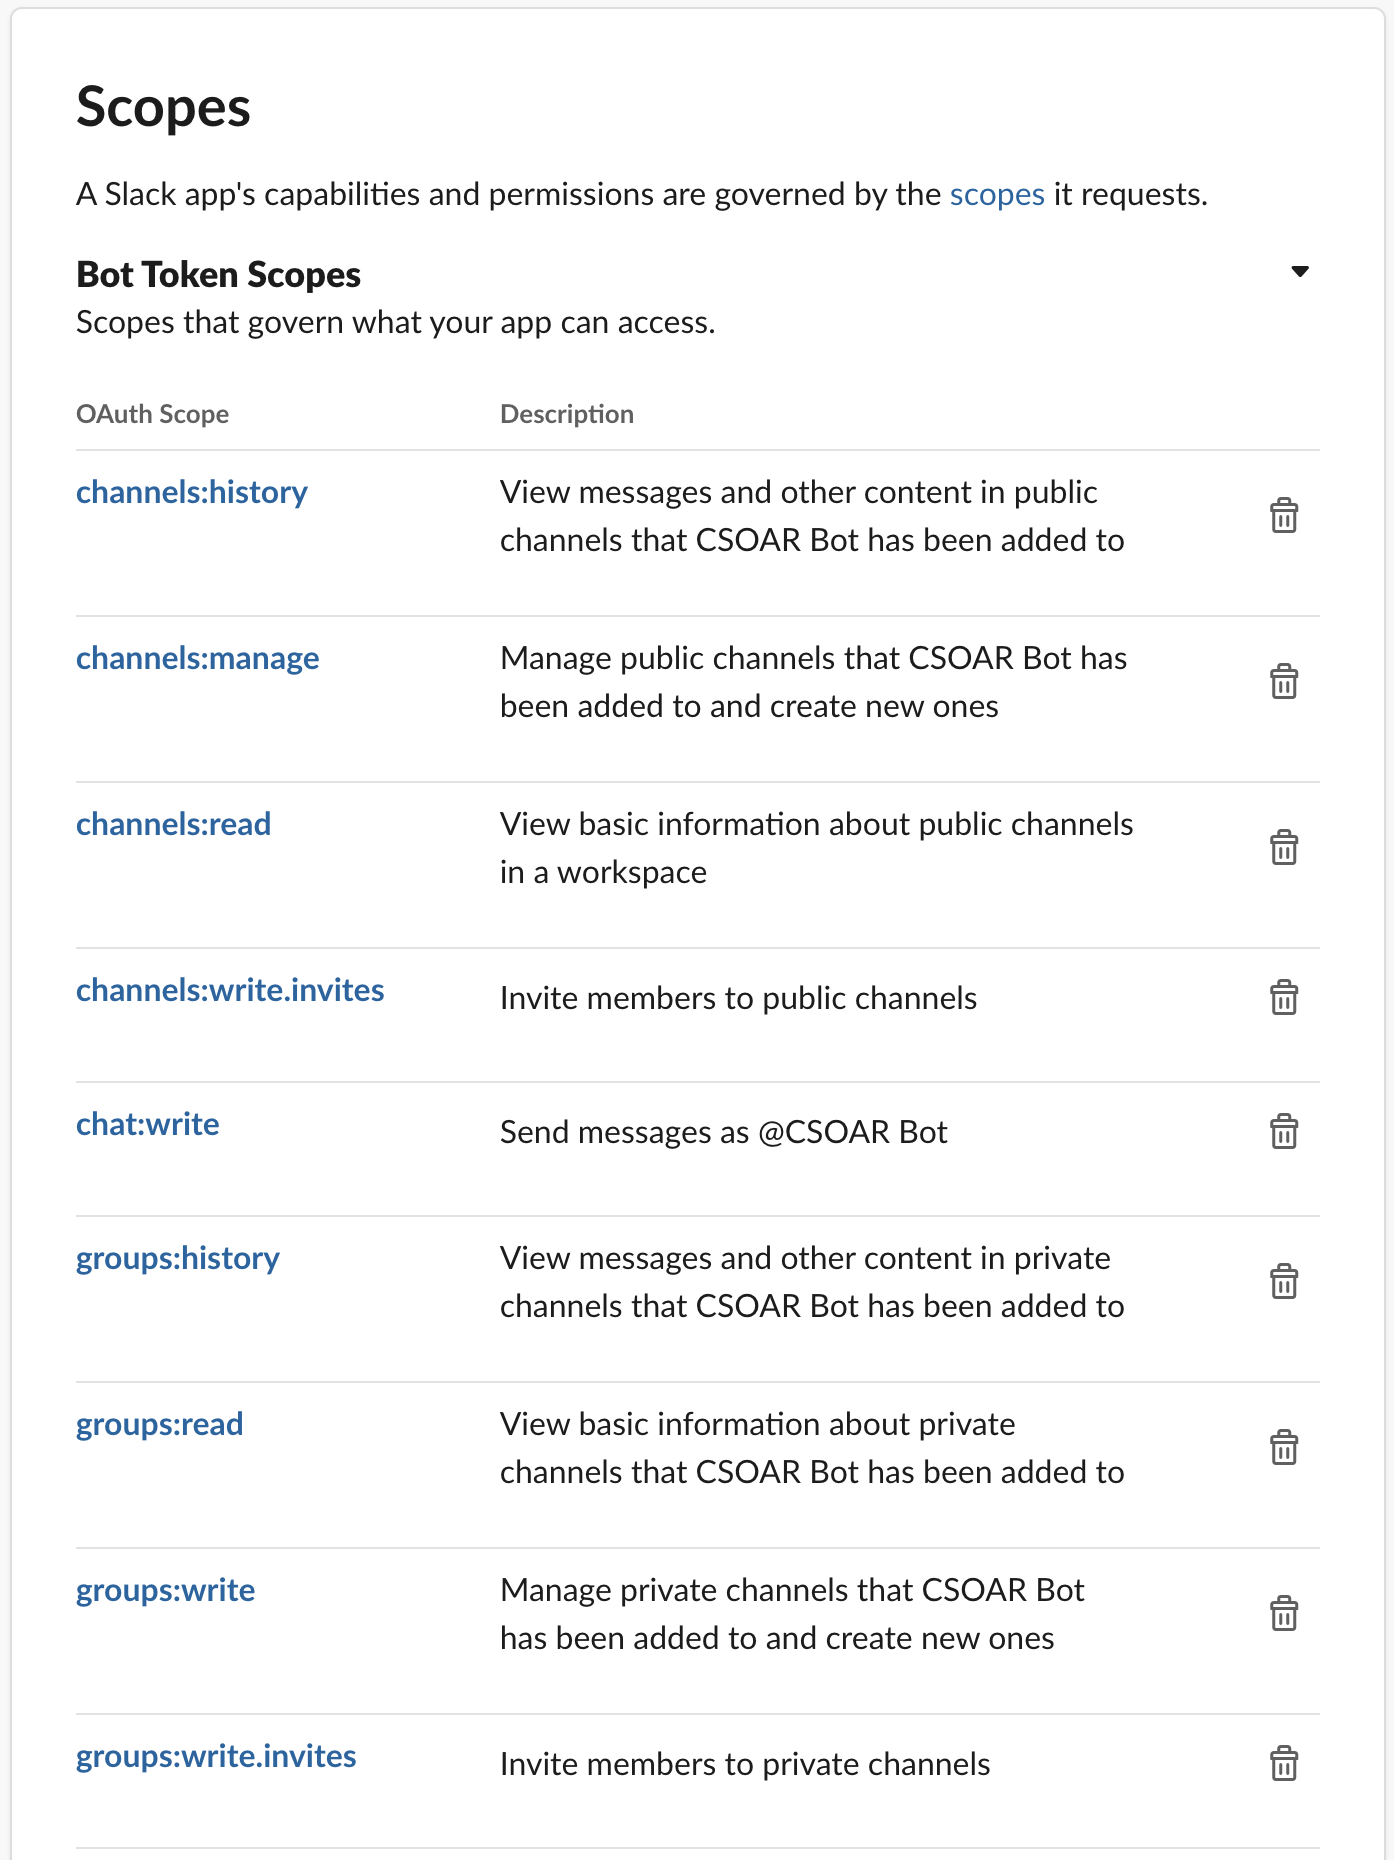 Scopes
A Slack app's capabilities and permissions are governed by the scopes it requests.
Bot Token Scopes
Scopes that govern what your app can access.
OAuth Scope Description
channels:history View messages and other content in public
channels that CSOAR Bot has been added to
channels:manage Manage public channels that CSOAR Bot has
been added to and create new ones
channels:read View basic information about public channels
in a workspace
channels:write.invites Invite members to public channels
chat:write Send messages as @CSOAR Bot
groups:history View messages and other content in private
channels that CSOAR Bot has been added to
groups:read View basic information about private
channels that CSOAR Bot has been added to
groups:write Manage private channels that CSOAR Bot
has been added to and create new ones
groups:write.invites Invite members to private channels